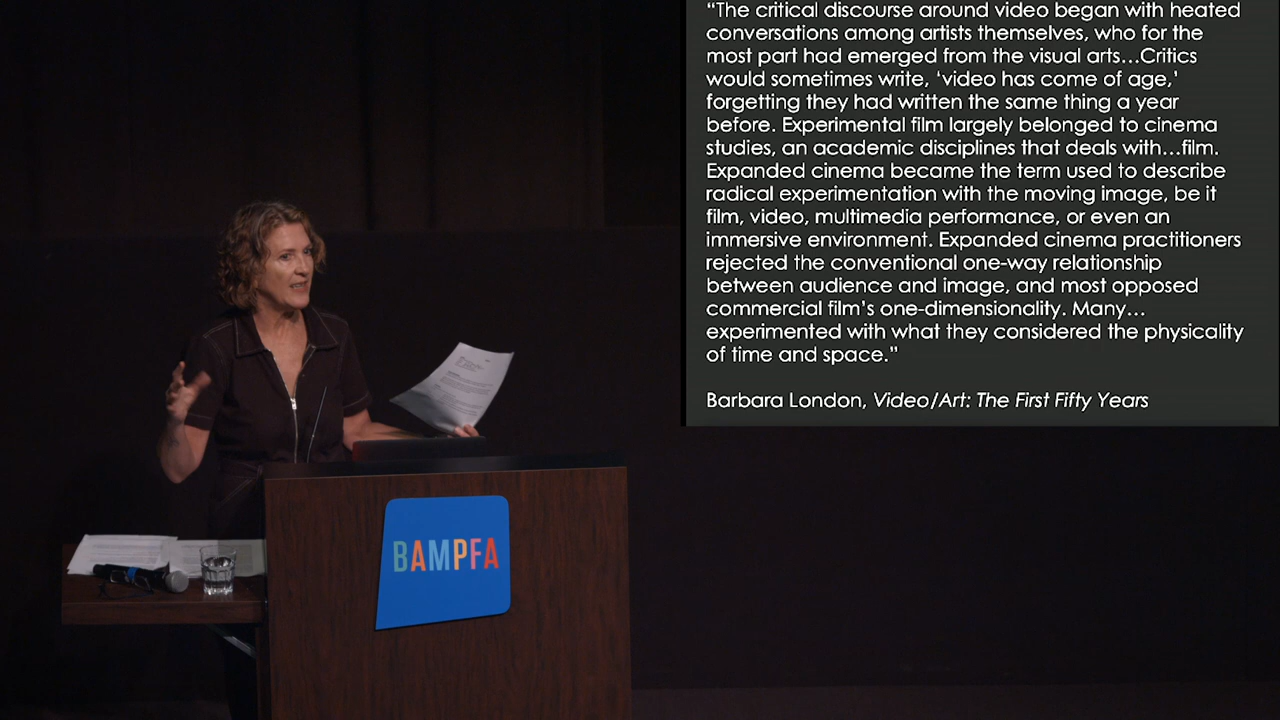 “The critical discourse around video began with heated
conversations among artists themselves, who for the
most part had emerged from the visual arts…Critics
would sometimes write, ‘video has come of age,’
forgetting they had written the same thing a year
before. Experimental film largely belonged to cinema
studies, an academic disciplines that deals with…film.
Expanded cinema became the term used to describe
radical experimentation with the moving image, be it
film, video, multimedia performance, or even an
immersive environment. Expanded cinema practitioners
rejected the conventional one-way relationship
between audience and image, and most opposed
commercial film’s one-dimensionality. Many…
experimented with what they considered the physicality
of time and space.”
Barbara London, Video/Art: The First Fifty Years
BAMPFA